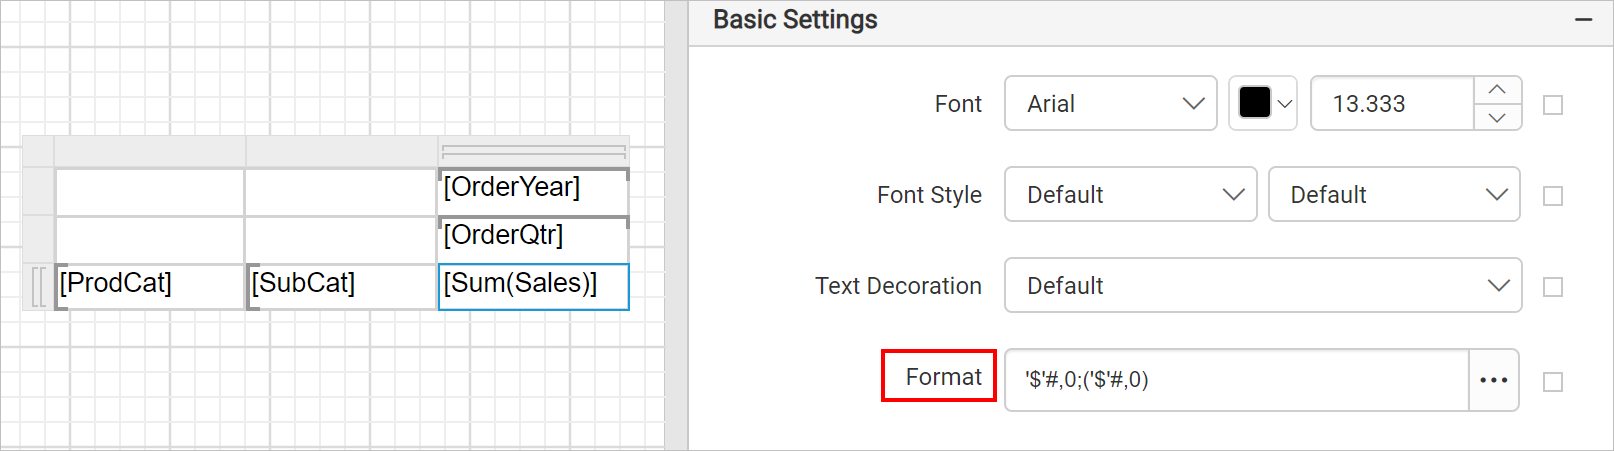 Basic Settings
Font Arial 13.333
Font Style Default Default
Text Decoration Default
Format '$'#,0;('$'#,0)
[OrderYear]
[OrderQtr]
[ProdCat] [SubCat] [Sum(Sales)]